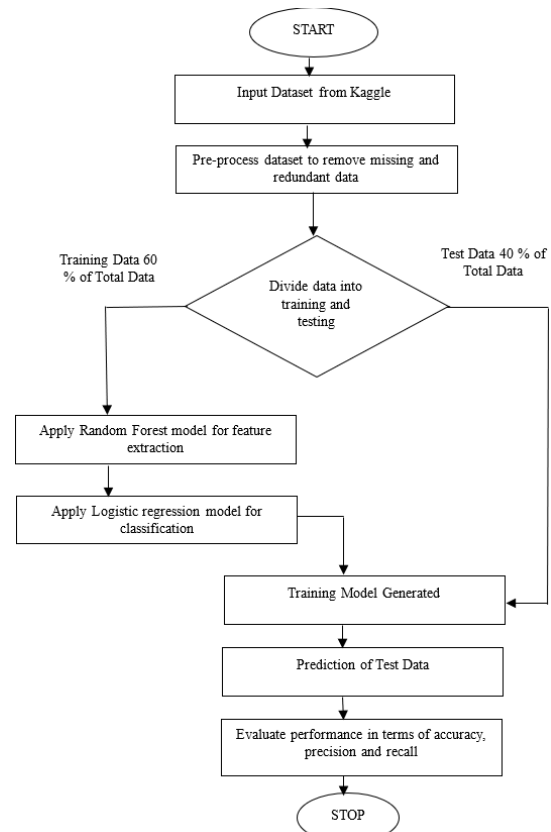 START
Input Dataset from Kaggle
Pre-process dataset to remove missing and
redundant data
Training Data 60
% of Total Data
Test Data 40 % of
Total Data
Divide data into
training and
testing
Apply Random Forest model for feature
extraction
Apply Logistic regression model for
classification
Training Model Generated
Prediction of Test Data
Evaluate performance in terms of accuracy,
precision and recall
STOP